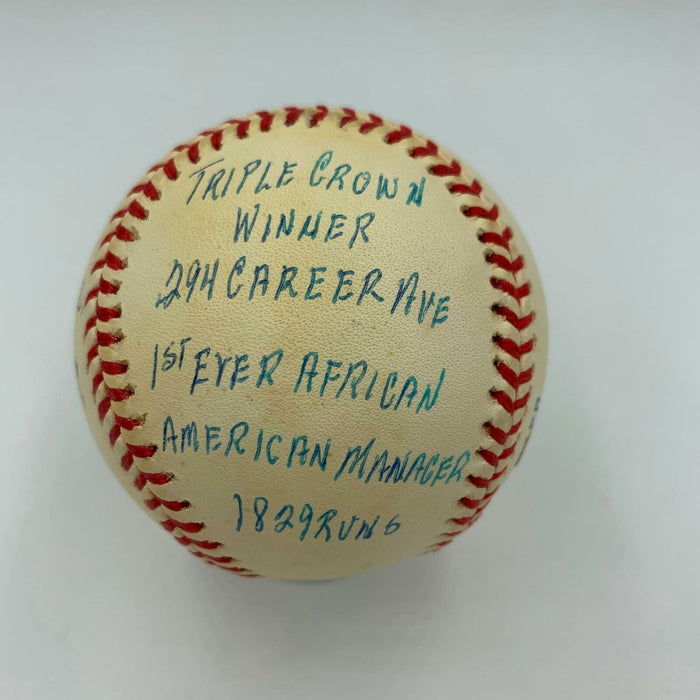 TRIPLE CROWN
WINNER
.294 CAREER AVE
1ST EVER AFRICAN
AMERICAN MANAGER
1829 RUNS